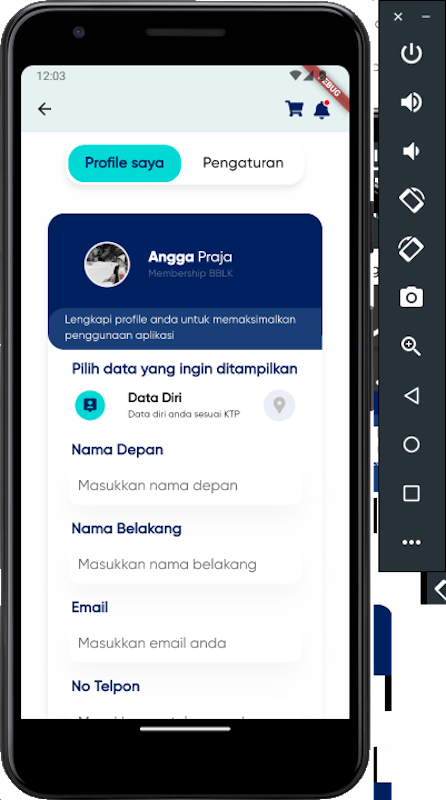 12:03
DEBUG
Profile saya
Pengaturan
Angga Praja
Membership BBLK
Lengkapi profile anda untuk memaksimalkan
penggunaan aplikasi
Pilih data yang ingin ditampilkan
Data Diri
Data diri anda sesuai KTP
Nama Depan
Masukkan nama depan
Nama Belakang
Masukkan nama belakang
Email
Masukkan email anda
No Telpon